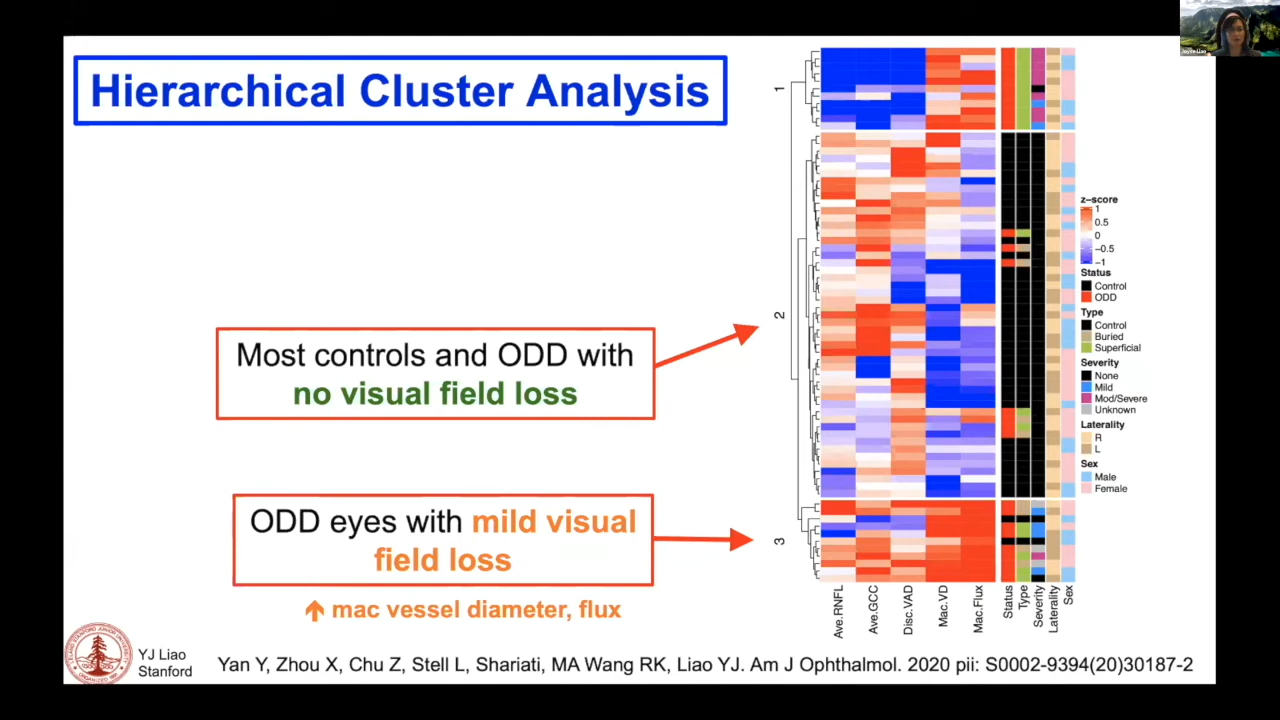 Hierarchical Cluster Analysis
Most controls and ODD with
no visual field loss
ODD eyes with mild visual
field loss
mac vessel diameter, flux
YJ Liao
Stanford
Yan Y, Zhou X, Chu Z, Stell L, Shariati, MA Wang RK, Liao YJ. Am J Ophthalmol. 2020 pii: S0002-9394(20)30187-2
1
2
3
Ave.RNFL
Ave.GCC
Disc.VAD
Mac.VD
Mac.Flux
Status
Type
Severity
Laterality
Sex
z-score
1
0.5
0
-0.5
-1
Status
Control
ODD
Type
Control
Buried
Superficial
Severity
None
Mild
Mod/Severe
Unknown
Laterality
R
L
Sex
Male
Female
Joyce Liao